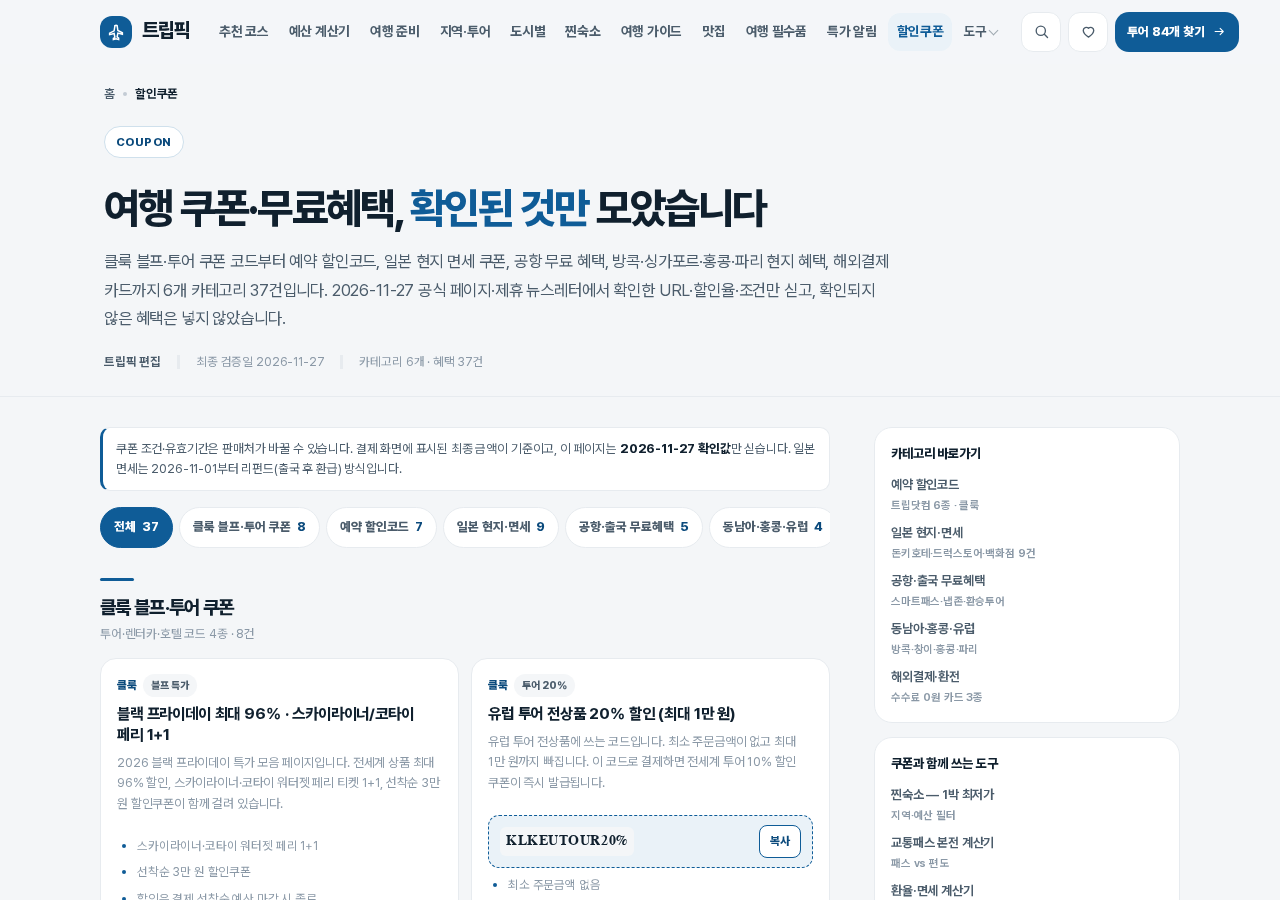 트립픽
추천 코스 예산 계산기 여행 준비 지역·투어 도시별 찐숙소 여행 가이드 맛집 여행 필수품 특가 알림 할인쿠폰 도구 투어 84개 찾기 →
홈 • 할인쿠폰
COUPON
여행 쿠폰·무료혜택, 확인된 것만 모았습니다
클룩 블프·투어 쿠폰 코드부터 예약 할인코드, 일본 현지 면세 쿠폰, 공항 무료 혜택, 방콕·싱가포르·홍콩·파리 현지 혜택, 해외결제
카드까지 6개 카테고리 37건입니다. 2026-11-27 공식 페이지·제휴 뉴스레터에서 확인한 URL·할인율·조건만 싣고, 확인되지
않은 혜택은 넣지 않았습니다.
트립픽 편집 | 최종 검증일 2026-11-27 | 카테고리 6개 · 혜택 37건
쿠폰 조건·유효기간은 판매처가 바꿀 수 있습니다. 결제 화면에 표시된 최종 금액이 기준이고, 이 페이지는 2026-11-27 확인값만 싣습니다. 일본
면세는 2026-11-01부터 리펀드(출국 후 환급) 방식입니다.
전체 37 클룩 블프·투어 쿠폰 8 예약 할인코드 7 일본 현지·면세 9 공항·출국 무료혜택 5 동남아·홍콩·유럽 4
클룩 블프·투어 쿠폰
투어·렌터카·호텔 코드 4종 · 8건
클룩 블프 특가
블랙 프라이데이 최대 96% · 스카이라이너/코타이
페리 1+1
2026 블랙 프라이데이 특가 모음 페이지입니다. 전세계 상품 최대
96% 할인, 스카이라이너·코타이 워터젯 페리 티켓 1+1, 선착순 3만
원 할인쿠폰이 함께 걸려 있습니다.
• 스카이라이너·코타이 워터젯 페리 1+1
• 선착순 3만 원 할인쿠폰
• 할인은 결제 선착순·예산 마감 시 종료
클룩 투어 20%
유럽 투어 전상품 20% 할인 (최대 1만 원)
유럽 투어 전상품에 쓰는 코드입니다. 최소 주문금액이 없고 최대
1만 원까지 빠집니다. 이 코드로 결제하면 전세계 투어 10% 할인
쿠폰이 즉시 발급됩니다.
KLKEUTOUR20% 복사
• 최소 주문금액 없음
카테고리 바로가기
예약 할인코드
트립닷컴 6종 · 클룩
일본 현지·면세
돈키호테·드럭스토어·백화점 9건
공항·출국 무료혜택
스마트패스·냅존·환승투어
동남아·홍콩·유럽
방콕·창이·홍콩·파리
해외결제·환전
수수료 0원 카드 3종
쿠폰과 함께 쓰는 도구
찐숙소 — 1박 최저가
지역·예산 필터
교통패스 본전 계산기
패스 vs 편도
환율·면세 계산기